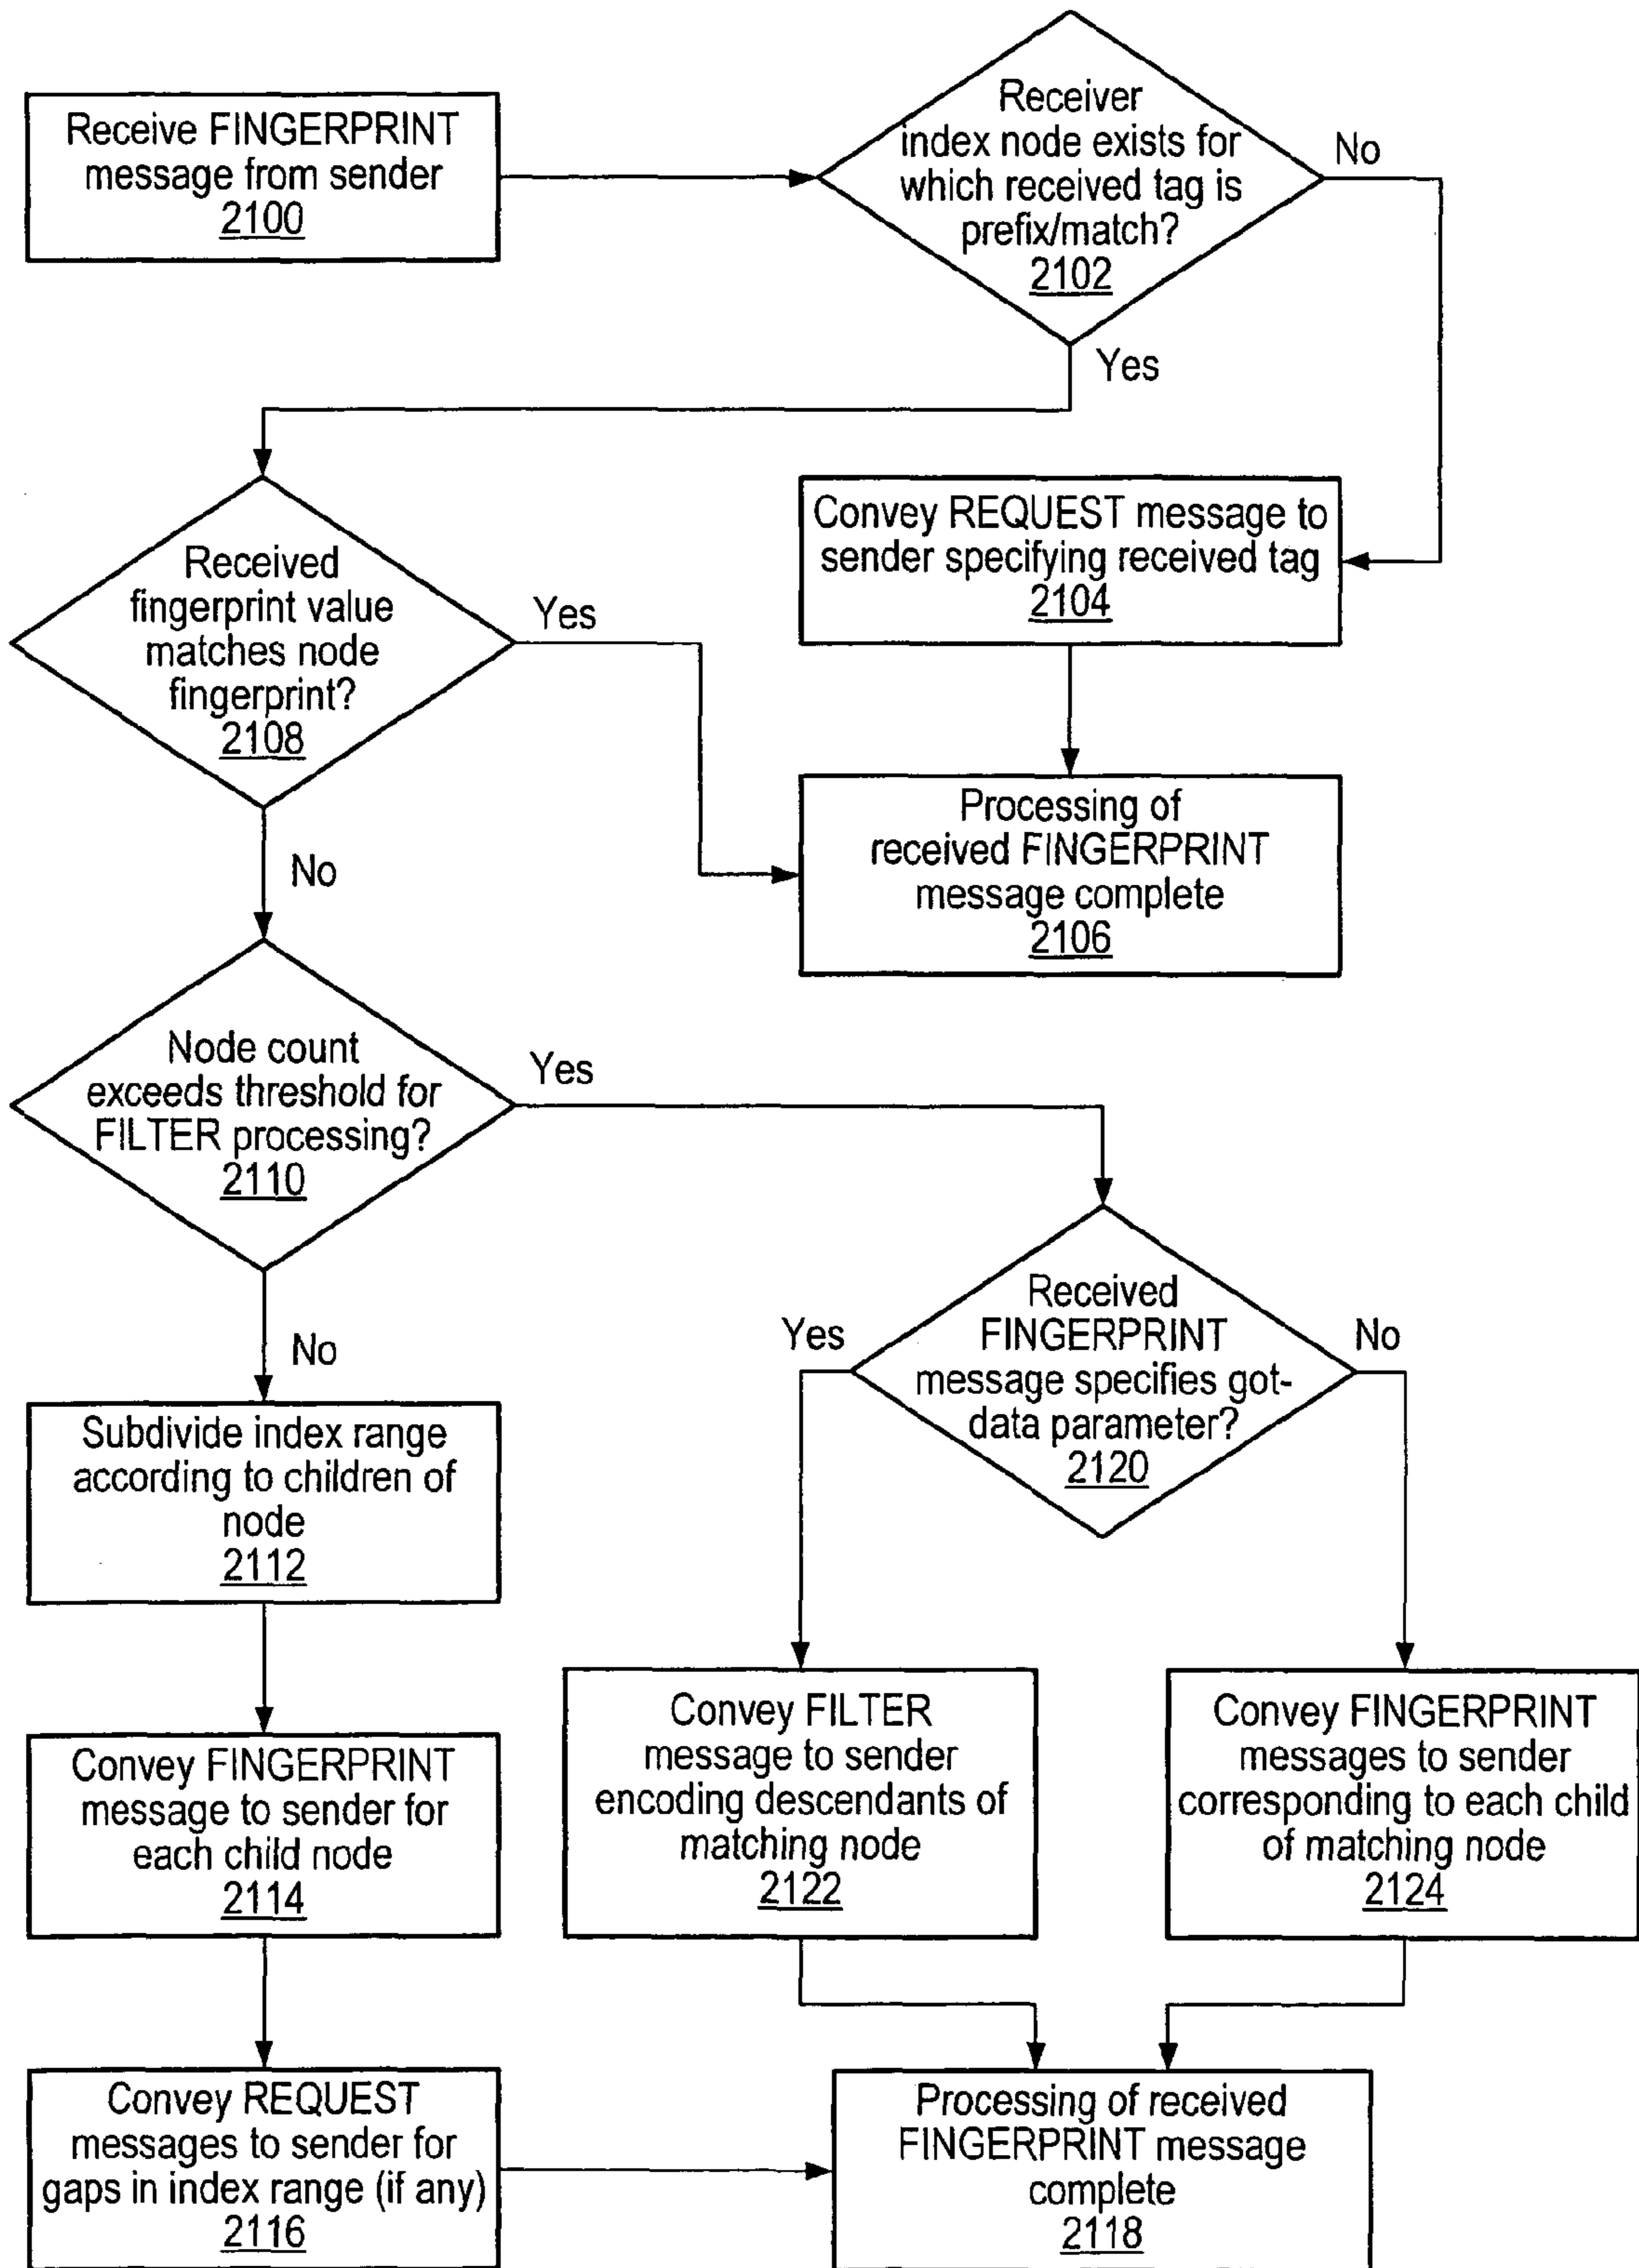 Receive FINGERPRINT
message from sender
2100
Receiver
index node exists for
which received tag is
prefix/match?
2102
No
Yes
Convey REQUEST message to
sender specifying received tag
2104
Received
fingerprint value
matches node
fingerprint?
2108
Yes
No
Processing of
received FINGERPRINT
message complete
2106
Node count
exceeds threshold for
FILTER processing?
2110
Yes
No
Received
FINGERPRINT
message specifies got-
data parameter?
2120
Yes
No
Subdivide index range
according to children of
node
2112
Convey FINGERPRINT
message to sender for
each child node
2114
Convey FILTER
message to sender
encoding descendants of
matching node
2122
Convey FINGERPRINT
messages to sender
corresponding to each child
of matching node
2124
Convey REQUEST
messages to sender for
gaps in index range (if any)
2116
Processing of received
FINGERPRINT message
complete
2118